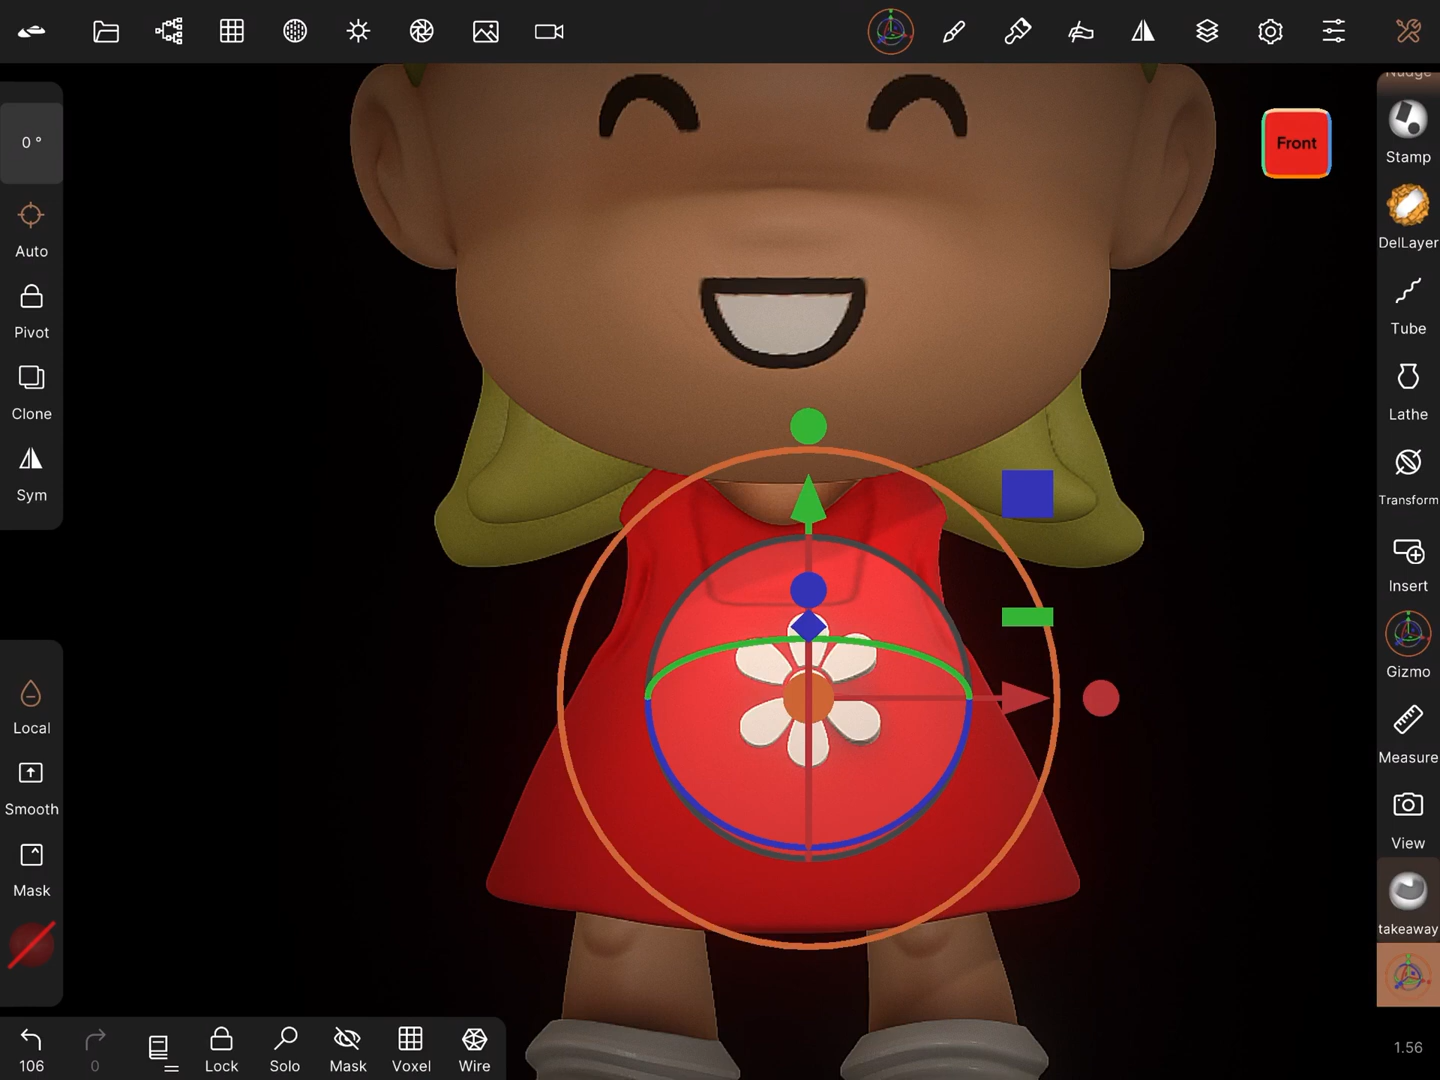 0 °
Auto
Pivot
Clone
Sym
Local
Smooth
Mask
106
0
Lock
Solo
Mask
Voxel
Wire
Front
Nudge
Stamp
DelLayer
Tube
Lathe
Transform
Insert
Gizmo
Measure
View
takeaway
1.56